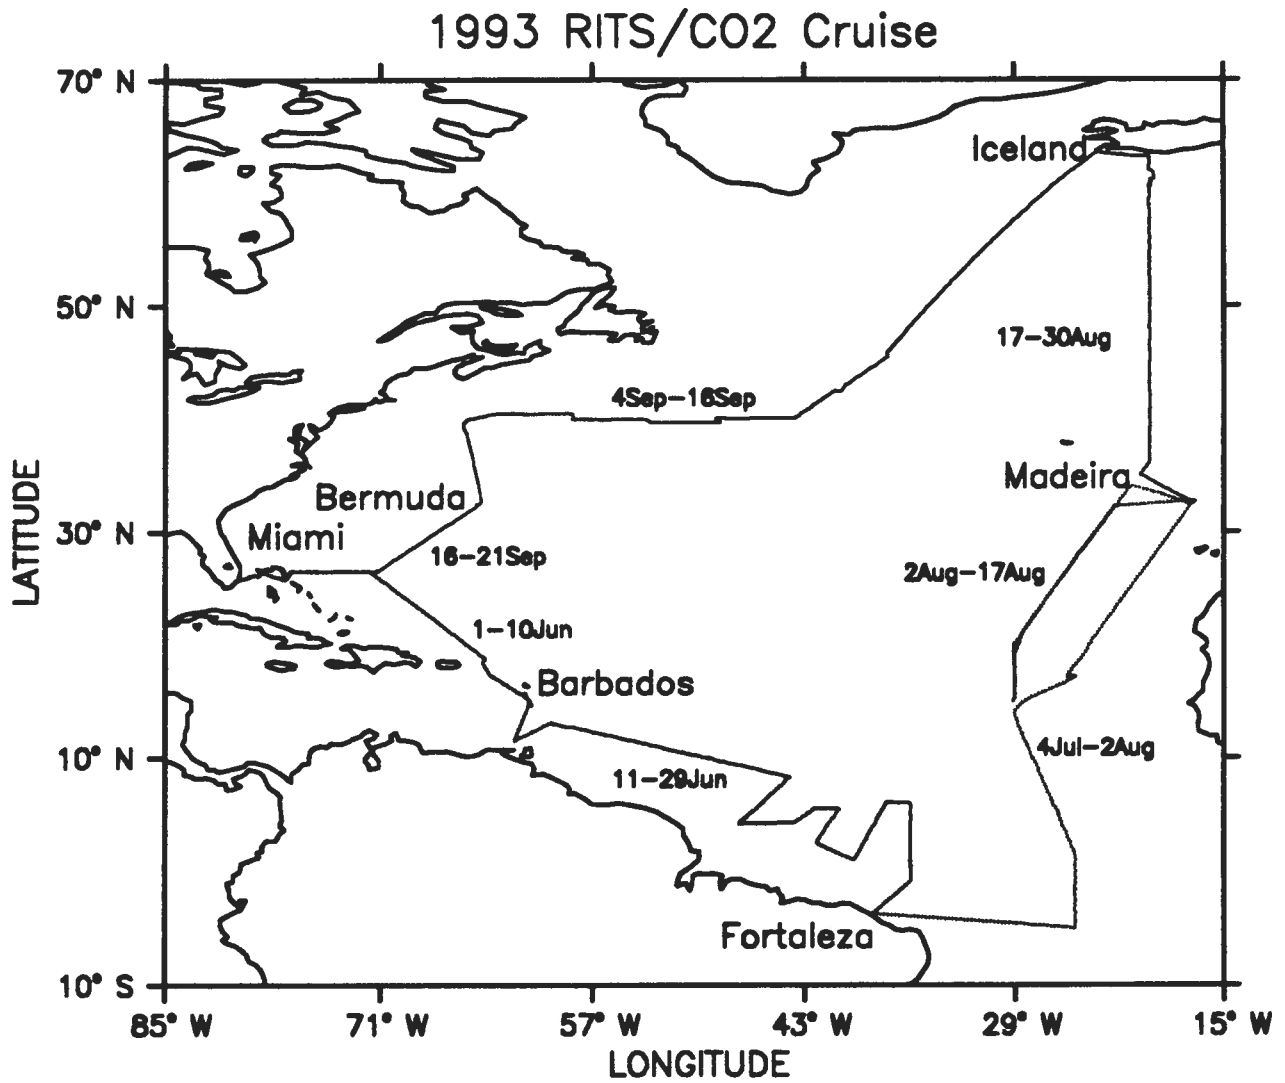 1993 RITS/CO2 Cruise
70° N
Iceland
50° N
17-30Aug
4Sep-16Sep
Madeira
Bermuda
30° N
Miami
16-21Sep
2Aug-17Aug
1-10Jun
Barbados
10° N
4Jul-2Aug
11-29Jun
Fortaleza
10° S
85° W
71° W
57° W
43° W
29° W
15° W
LONGITUDE
LATITUDE